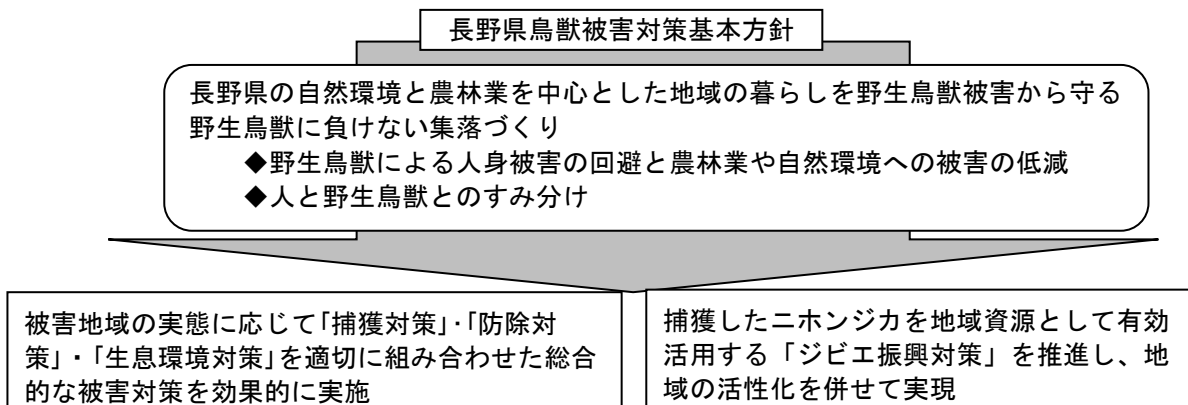 長野県鳥獣被害対策基本方針
長野県の自然環境と農林業を中心とした地域の暮らしを野生鳥獣被害から守る
野生鳥獣に負けない集落づくり
◆野生鳥獣による人身被害の回避と農林業や自然環境への被害の低減
◆人と野生鳥獣とのすみ分け
被害地域の実態に応じて「捕獲対策」・「防除対
策」・「生息環境対策」を適切に組み合わせた総合
的な被害対策を効果的に実施
捕獲したニホンジカを地域資源として有効
活用する「ジビエ振興対策」を推進し、地
域の活性化を併せて実現